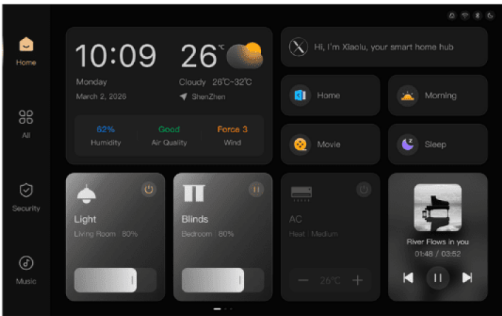 Home
All
Security
Music
10:09
Monday
March 2, 2026
26℃
Cloudy 26℃~32℃
ShenZhen
62%
Humidity
Good
Air Quality
Force 3
Wind
Hi, I'm Xiaolu, your smart home hub
Home
Morning
Movie
Sleep
Light
Living Room · 80%
Blinds
Bedroom · 80%
AC
Heat · Medium
26℃
River Flows in you
01:48 / 03:52